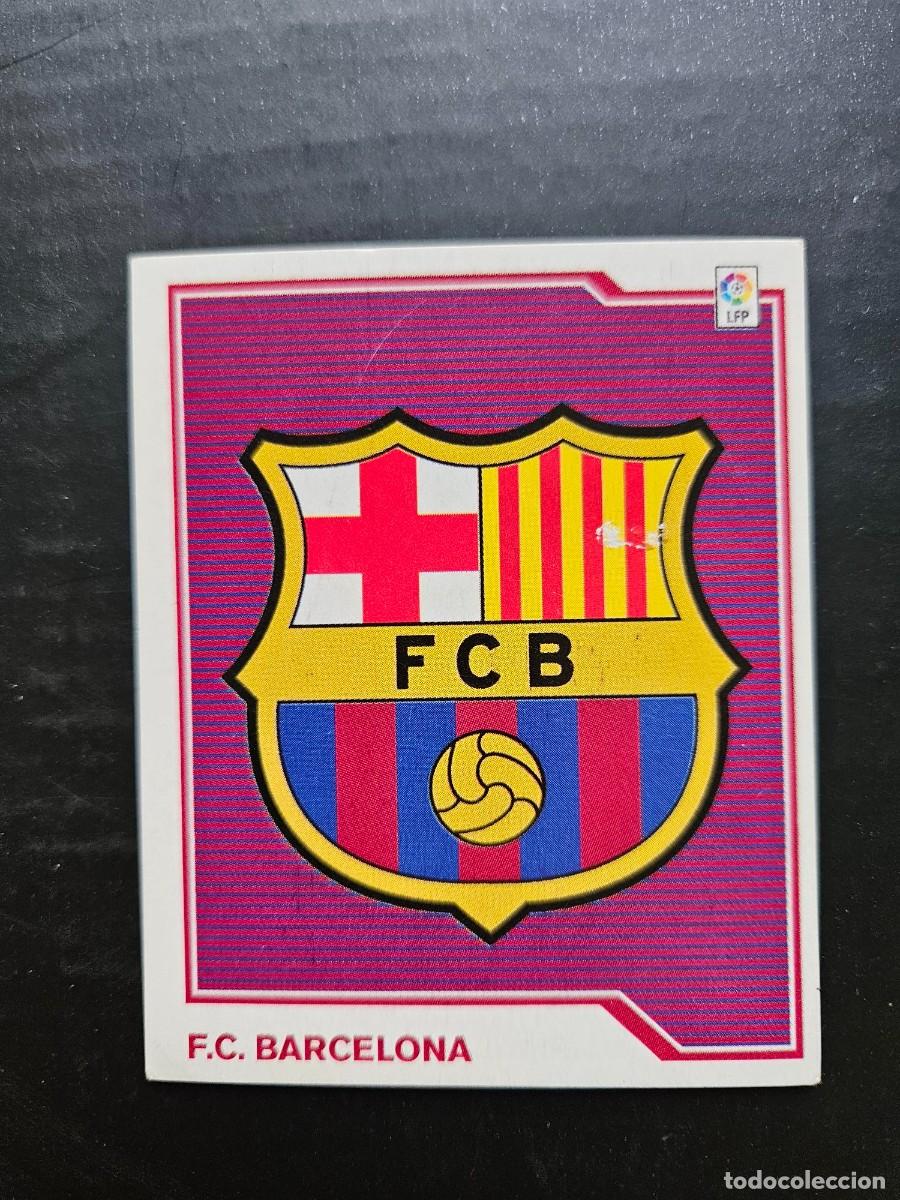 LFP
FCB
F.C. BARCELONA
todocoleccion